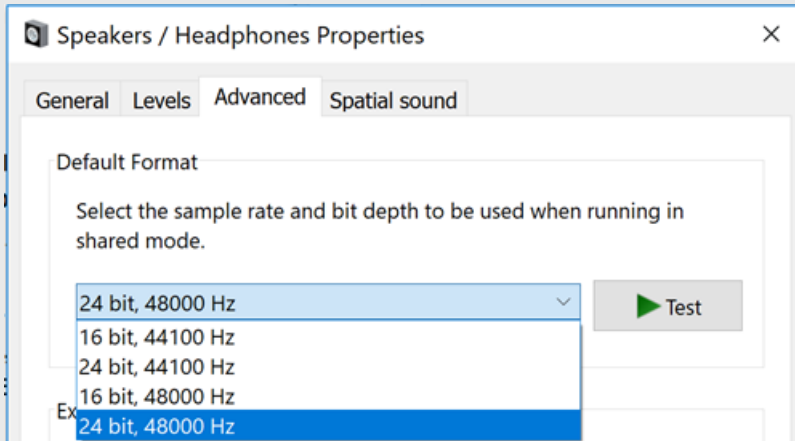 Speakers / Headphones Properties
General Levels Advanced Spatial sound
Default Format
Select the sample rate and bit depth to be used when running in
shared mode.
24 bit, 48000 Hz
Test
16 bit, 44100 Hz
24 bit, 44100 Hz
16 bit, 48000 Hz
Ex
24 bit, 48000 Hz